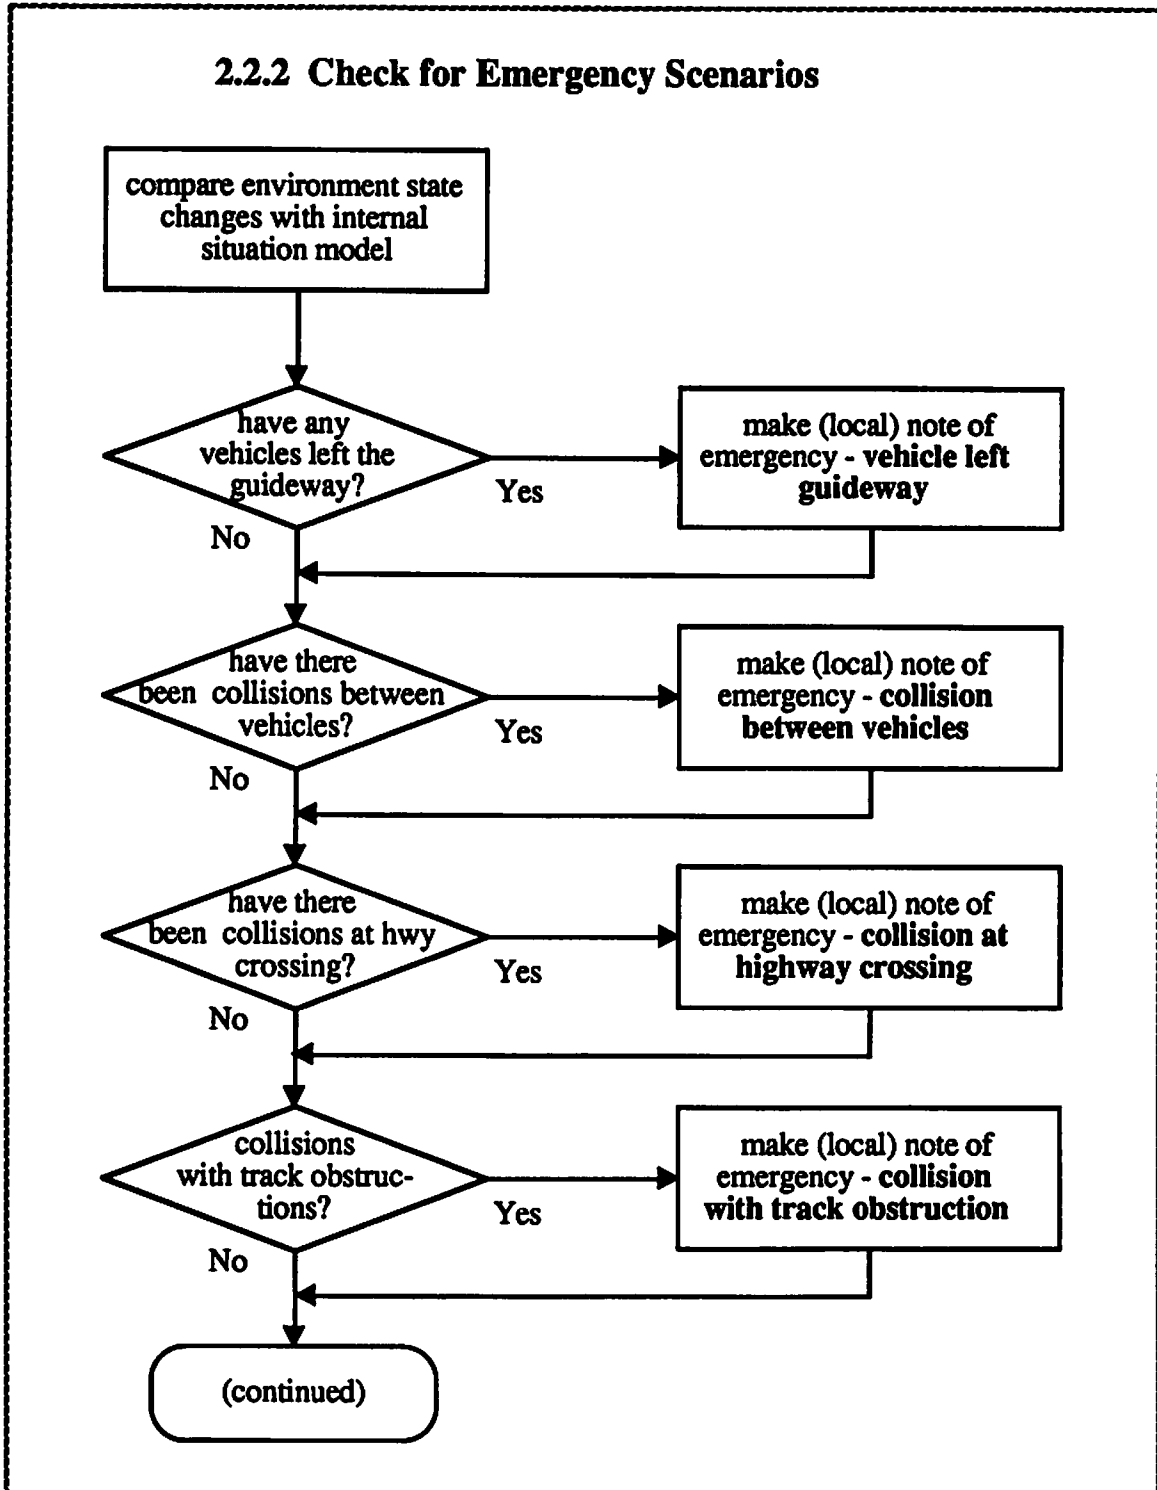 2.2.2 Check for Emergency Scenarios
compare environment state
changes with internal
situation model
have any
vehicles left the
guideway?
Yes
No
make (local) note of
emergency - vehicle left
guideway
have there
been collisions between
vehicles?
Yes
No
make (local) note of
emergency - collision
between vehicles
have there
been collisions at hwy
crossing?
Yes
No
make (local) note of
emergency - collision at
highway crossing
collisions
with track obstruc-
tions?
Yes
No
make (local) note of
emergency - collision
with track obstruction
(continued)